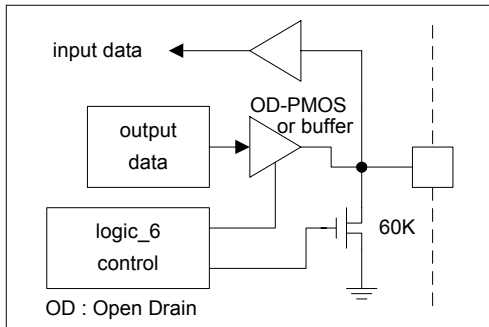 input data
OD-PMOS
or buffer
output
data
logic_6
control
60K
OD : Open Drain